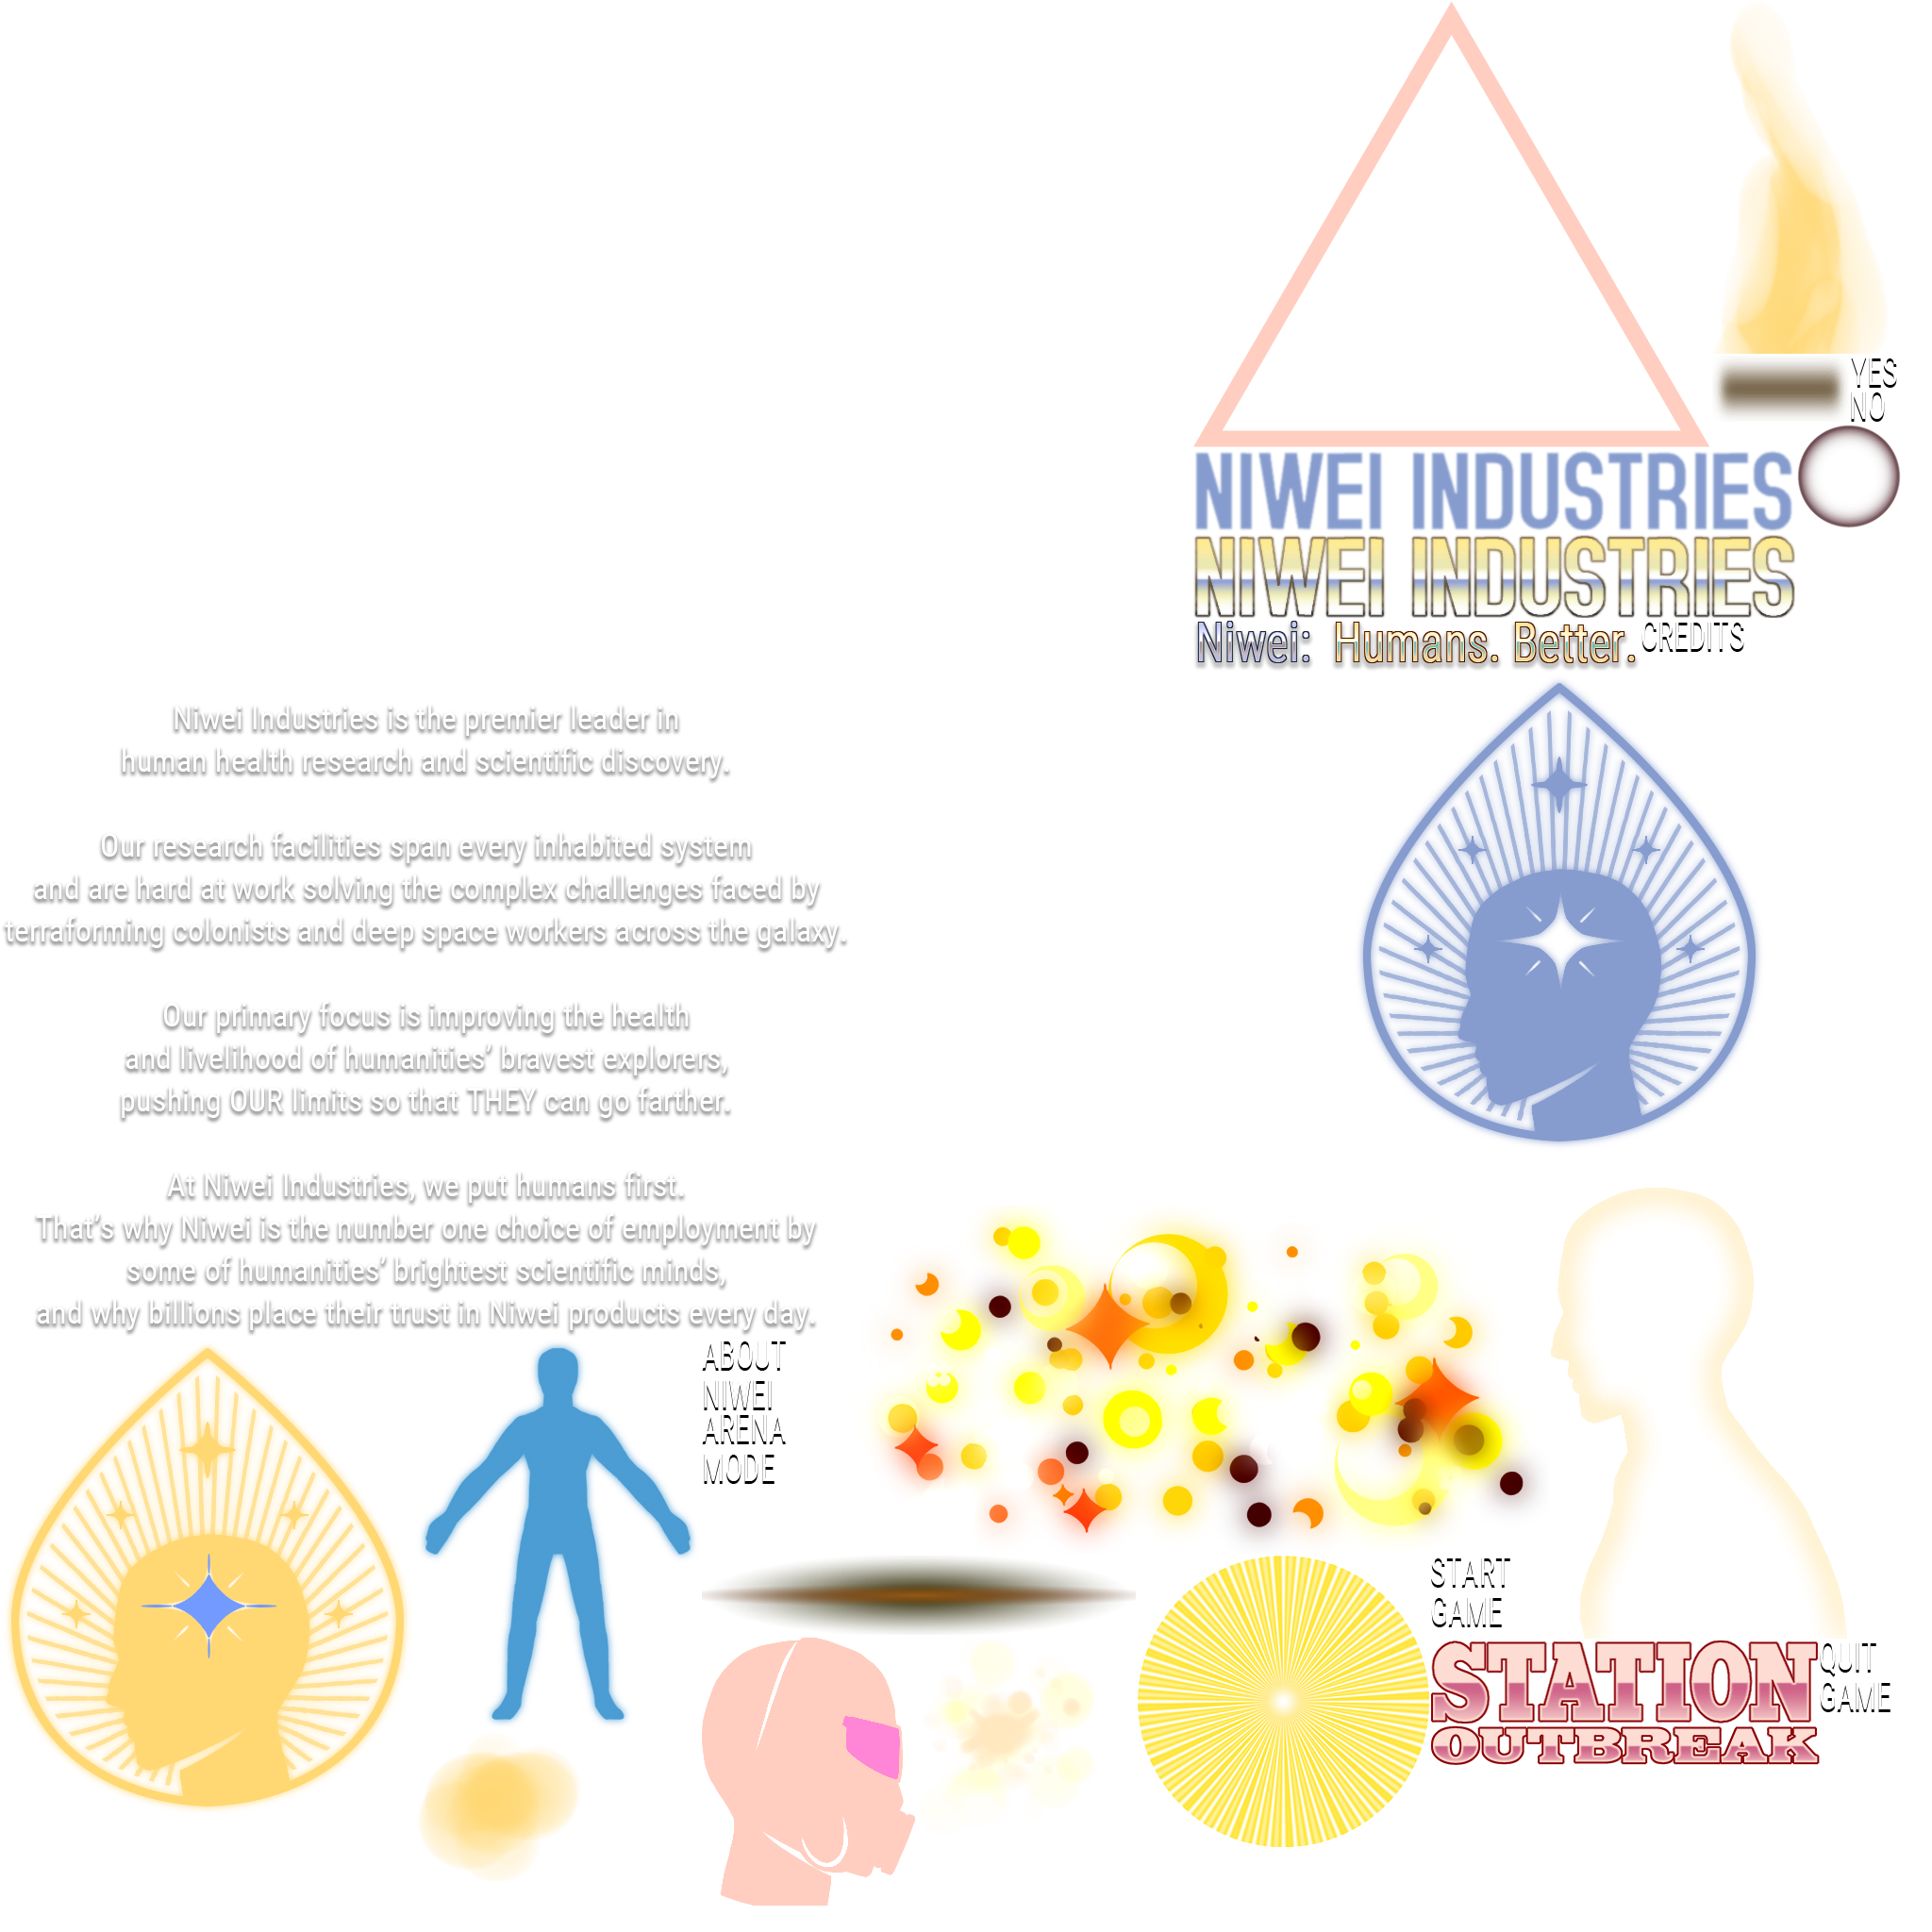 YES
NO
NIWEI INDUSTRIES
NIWEI INDUSTRIES
Niwei: Humans. Better.
CREDITS
Niwei Industries is the premier leader in
human health research and scientific discovery.
Our research facilities span every inhabited system
and are hard at work solving the complex challenges faced by
terraforming colonists and deep space workers across the galaxy.
Our primary focus is improving the health
and livelihood of humanities’ bravest explorers,
pushing OUR limits so that THEY can go farther.
At Niwei Industries, we put humans first.
That’s why Niwei is the number one choice of employment by
some of humanities’ brightest scientific minds,
and why billions place their trust in Niwei products every day.
ABOUT
NIWEI
ARENA
MODE
START
GAME
STATION
OUTBREAK
QUIT
GAME